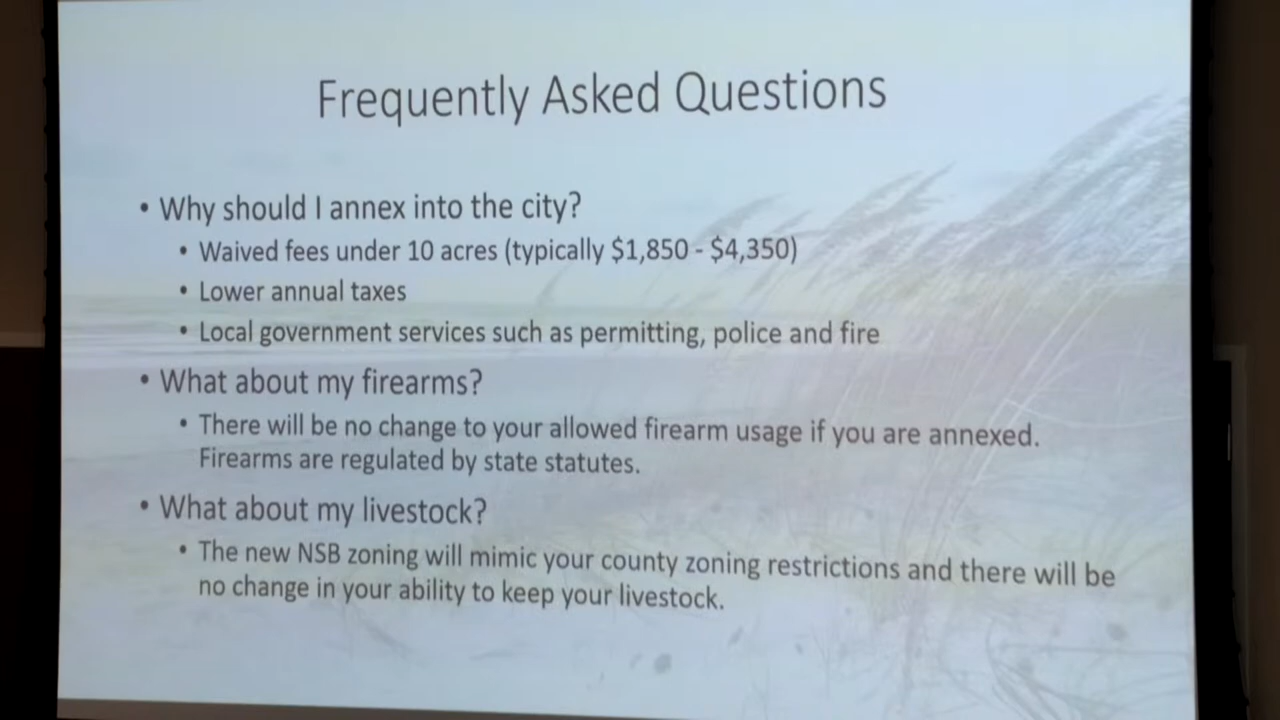 Frequently Asked Questions
• Why should I annex into the city?
• Waived fees under 10 acres (typically $1,850 - $4,350)
• Lower annual taxes
• Local government services such as permitting, police and fire
• What about my firearms?
• There will be no change to your allowed firearm usage if you are annexed.
Firearms are regulated by state statutes.
• What about my livestock?
• The new NSB zoning will mimic your county zoning restrictions and there will be
no change in your ability to keep your livestock.